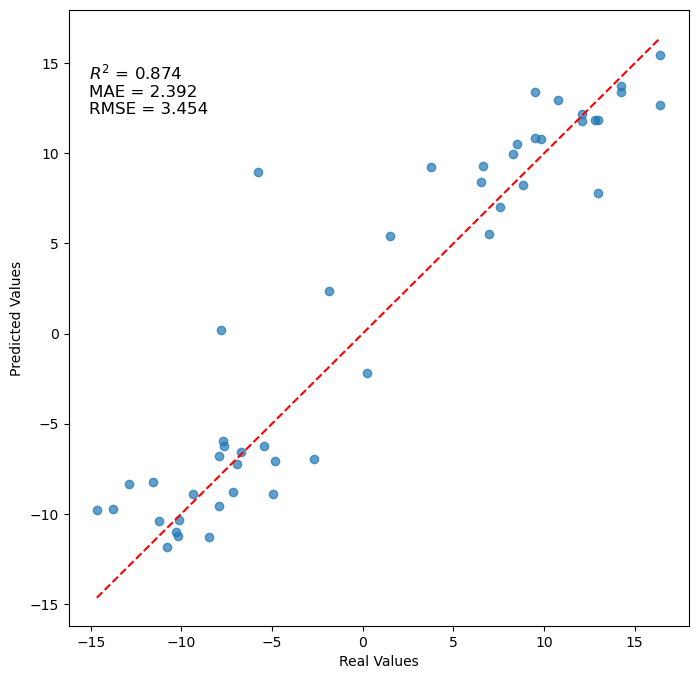 R² = 0.874
MAE = 2.392
RMSE = 3.454
15
10
5
0
−5
−10
−15
Predicted Values
−15 −10 −5 0 5 10 15
Real Values